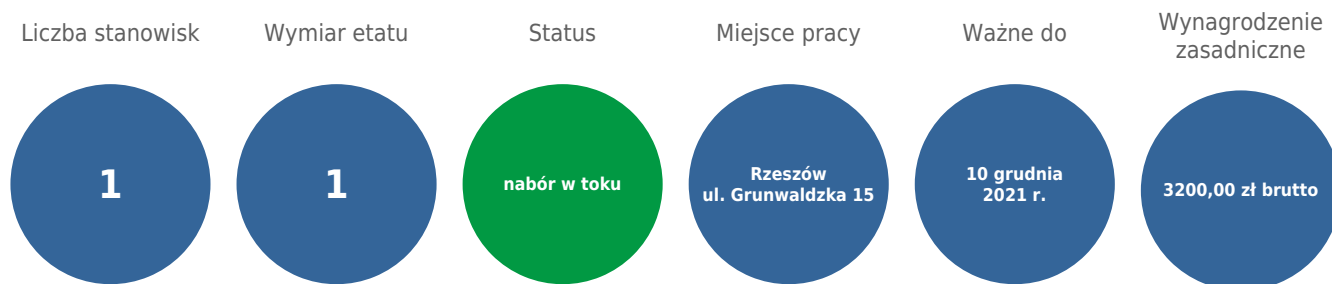 Liczba stanowisk
1
Wymiar etatu
1
Status
nabór w toku
Miejsce pracy
Rzeszów
ul. Grunwaldzka 15
Ważne do
10 grudnia
2021 r.
Wynagrodzenie
zasadniczne
3200,00 zł brutto